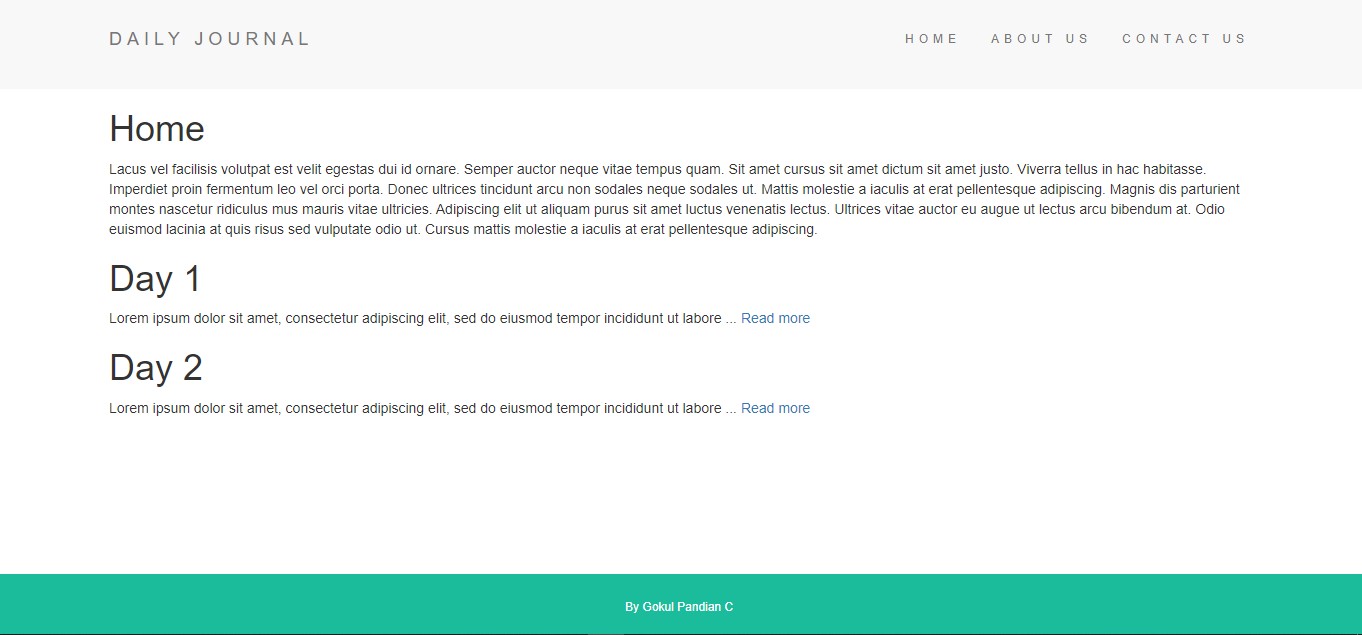 DAILY JOURNAL
HOME ABOUT US CONTACT US
Home
Lacus vel facilisis volutpat est velit egestas dui id ornare. Semper auctor neque vitae tempus quam. Sit amet cursus sit amet dictum sit amet justo. Viverra tellus in hac habitasse.
Imperdiet proin fermentum leo vel orci porta. Donec ultrices tincidunt arcu non sodales neque sodales ut. Mattis molestie a iaculis at erat pellentesque adipiscing. Magnis dis parturient
montes nascetur ridiculus mus mauris vitae ultricies. Adipiscing elit ut aliquam purus sit amet luctus venenatis lectus. Ultrices vitae auctor eu augue ut lectus arcu bibendum at. Odio
euismod lacinia at quis risus sed vulputate odio ut. Cursus mattis molestie a iaculis at erat pellentesque adipiscing.
Day 1
Lorem ipsum dolor sit amet, consectetur adipiscing elit, sed do eiusmod tempor incididunt ut labore ... Read more
Day 2
Lorem ipsum dolor sit amet, consectetur adipiscing elit, sed do eiusmod tempor incididunt ut labore ... Read more
By Gokul Pandian C